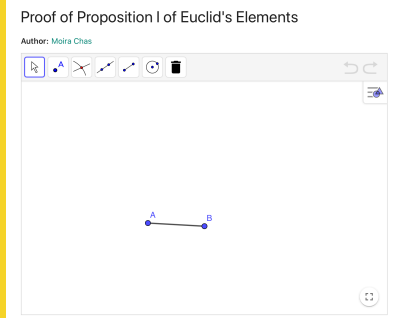 Proof of Proposition I of Euclid's Elements
Author: Moira Chas
A
A
B